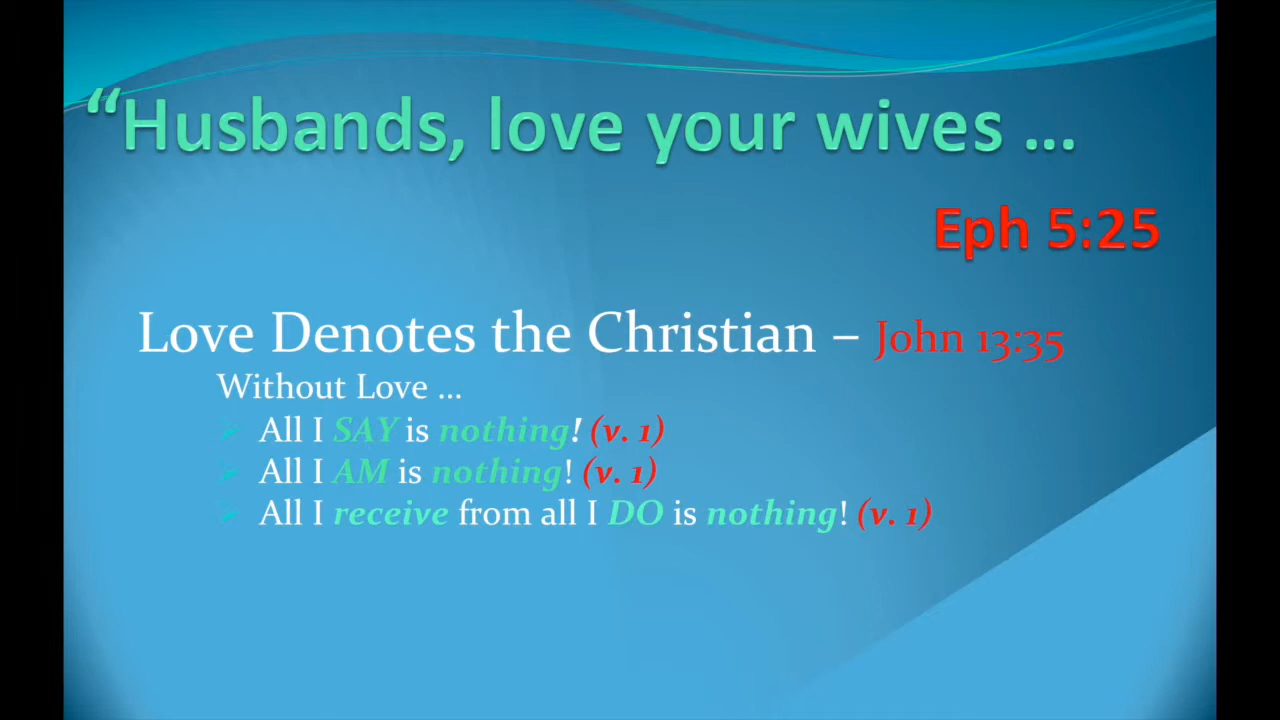 “Husbands, love your wives ...
Eph 5:25
Love Denotes the Christian – John 13:35
Without Love ...
All I SAY is nothing! (v. 1)
All I AM is nothing! (v. 1)
All I receive from all I DO is nothing! (v. 1)